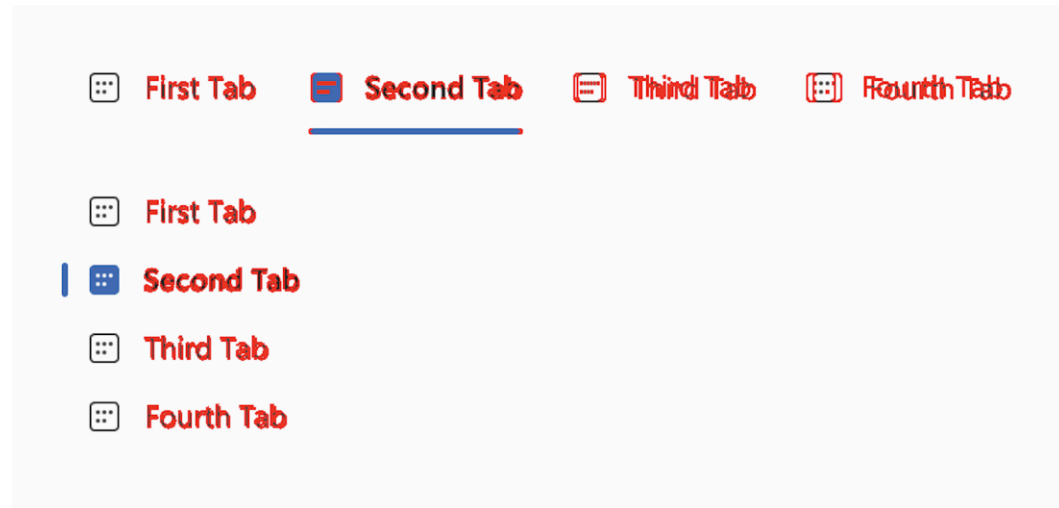 First Tab Second Tab Third Tab Fourth Tab
First Tab
Second Tab
Third Tab
Fourth Tab